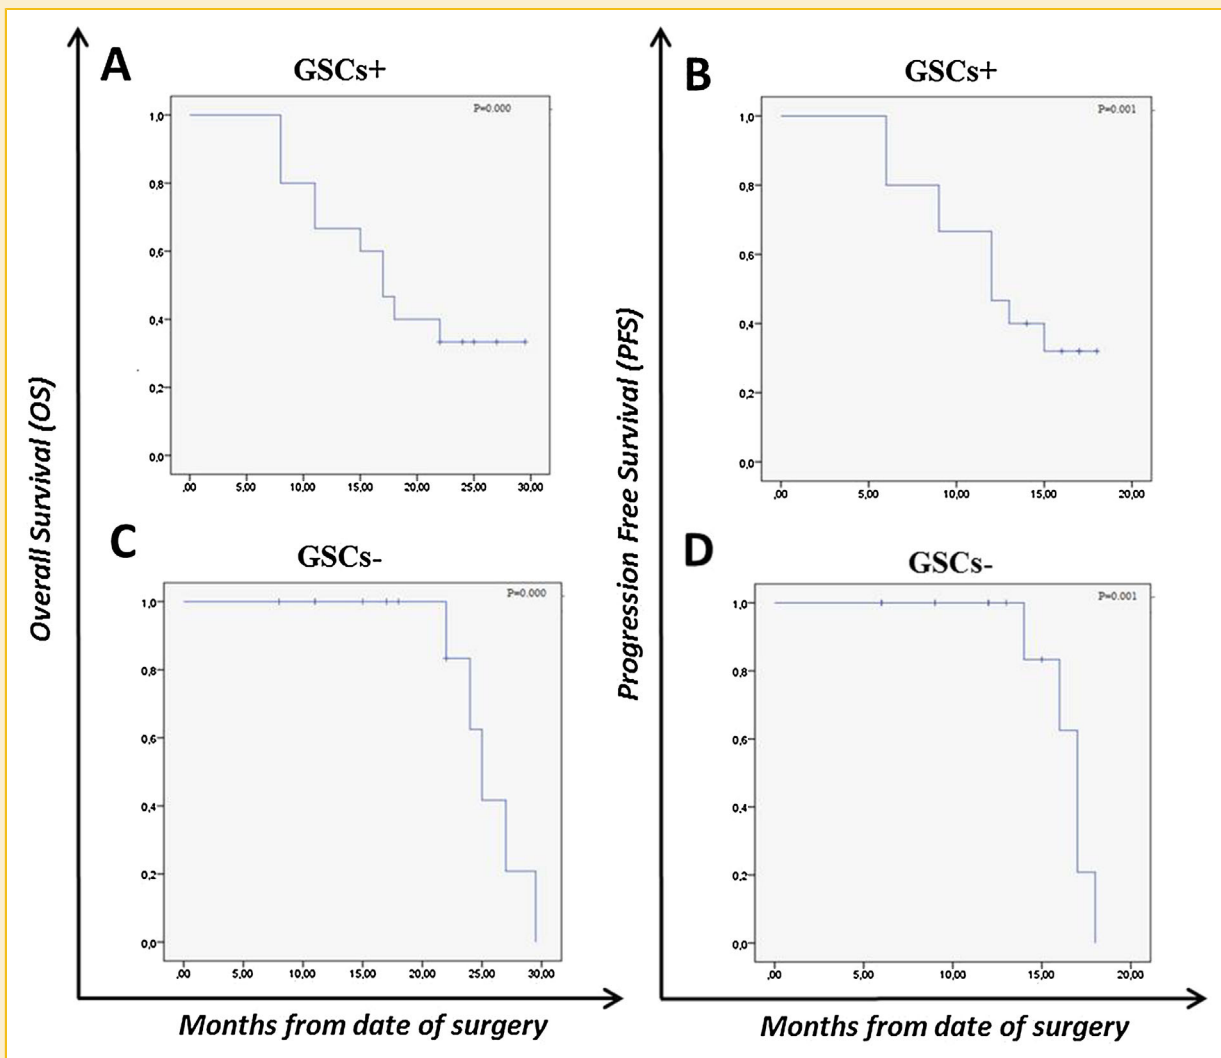 A
GSCs+
P=0.000
1,0
0,8
0,6
0,4
0,2
0,0
,00 5,00 10,00 15,00 20,00 25,00 30,00
B
GSCs+
P=0.001
1,0
0,8
0,6
0,4
0,2
0,0
,00 5,00 10,00 15,00 20,00
C
GSCs-
P=0.000
1,0
0,8
0,6
0,4
0,2
0,0
,00 5,00 10,00 15,00 20,00 25,00 30,00
D
GSCs-
P=0.001
1,0
0,8
0,6
0,4
0,2
0,0
,00 5,00 10,00 15,00 20,00
Overall Survival (OS)
Progression Free Survival (PFS)
Months from date of surgery
Months from date of surgery